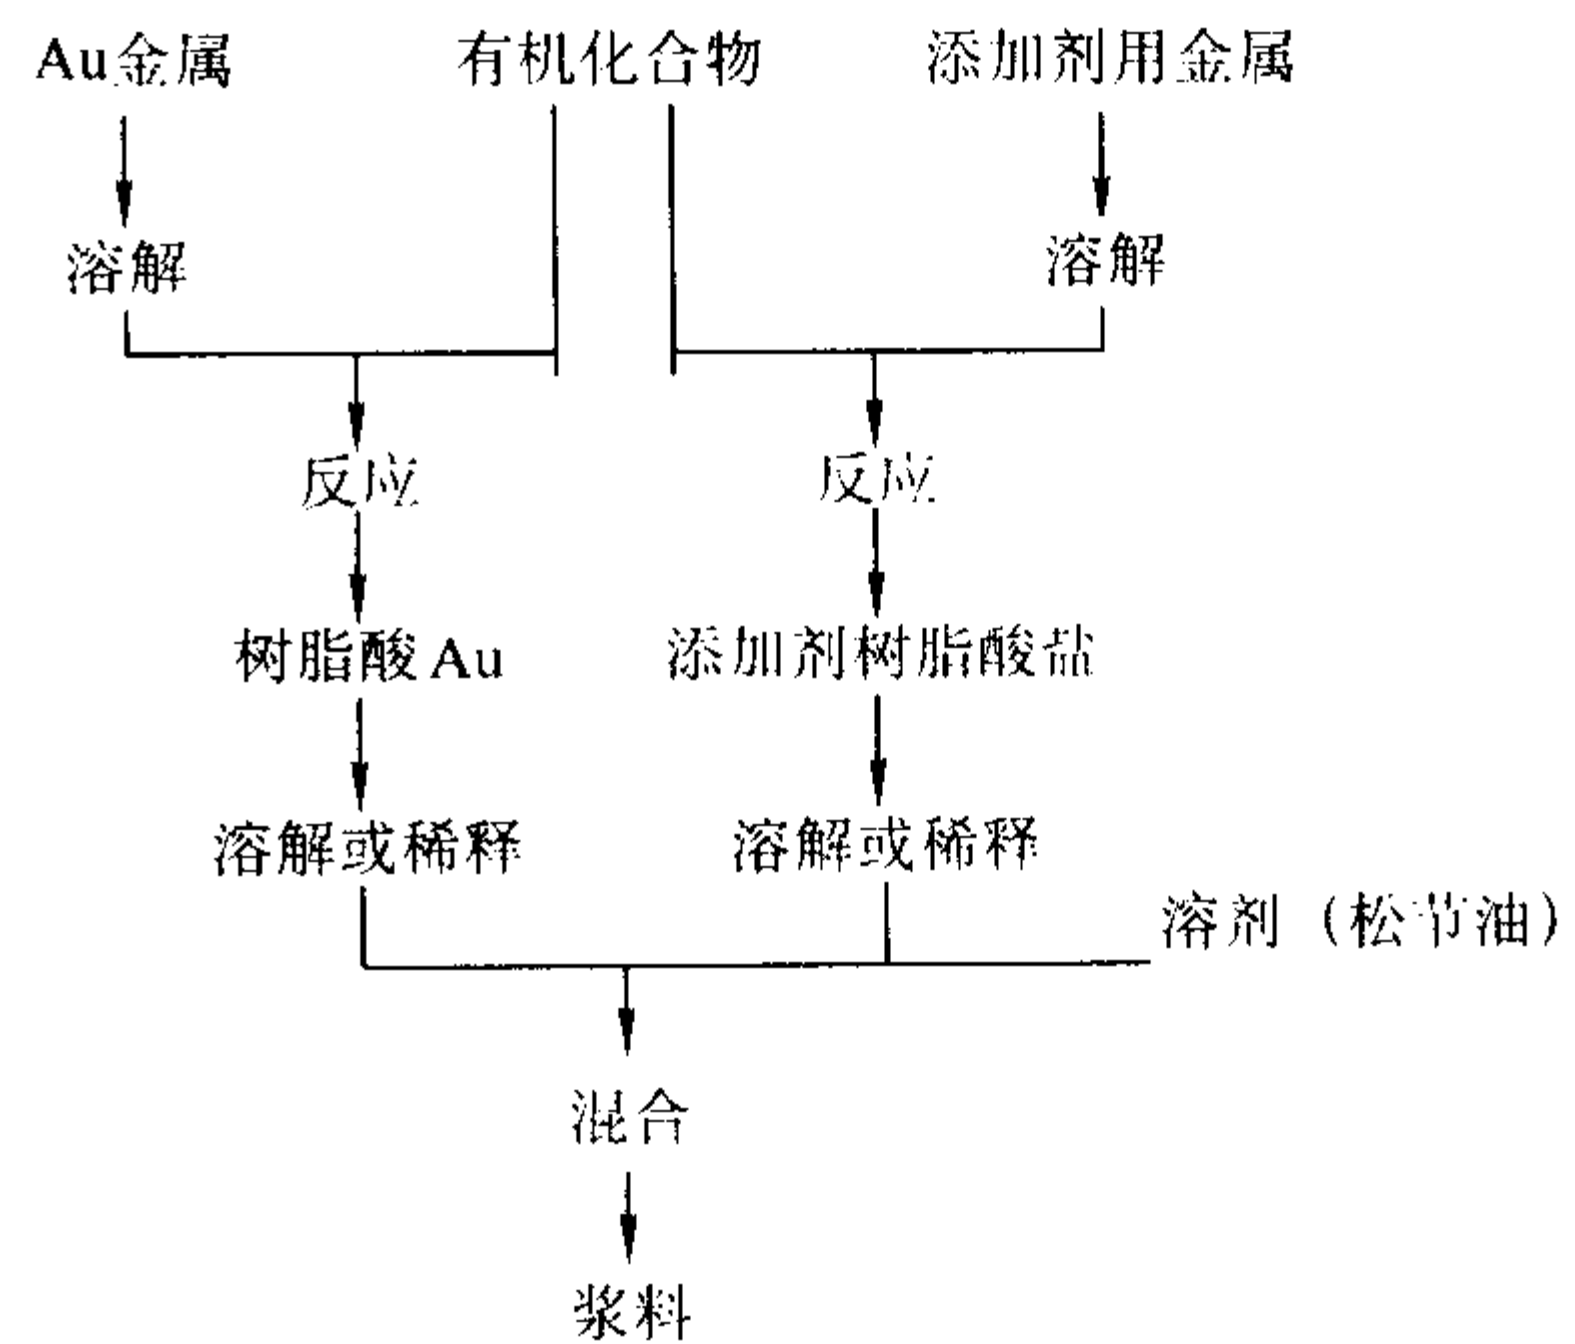 Au金属 有机化合物 添加剂用金属
溶解 溶解
反应 反应
树脂酸Au 添加剂树脂酸盐
溶解或稀释 溶解或稀释
溶剂（松节油）
混合
浆料